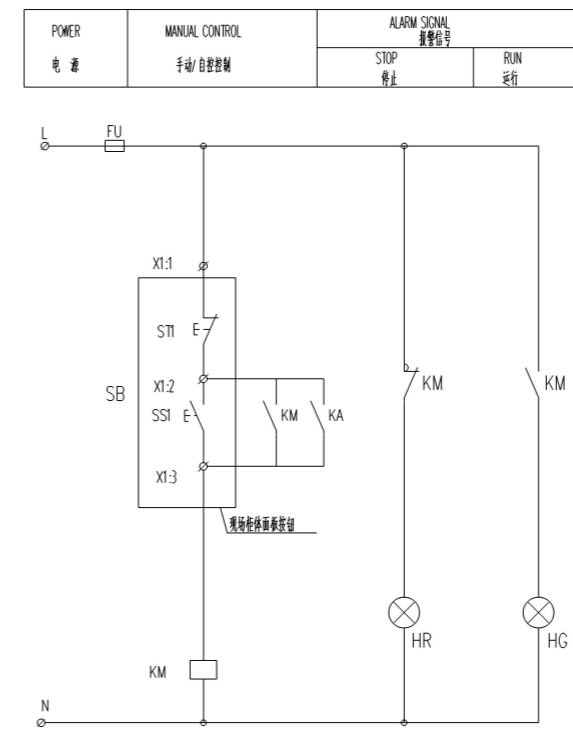 POWER
电 源
MANUAL CONTROL
手动/自控控制
ALARM SIGNAL
报警信号
STOP
停止
RUN
运行
L
FU
X1:1
ST1
E
SB
X1:2
SS1
E
KM
KA
X1:3
现场柜体面板按钮
KM
KM
KM
HR
HG
N